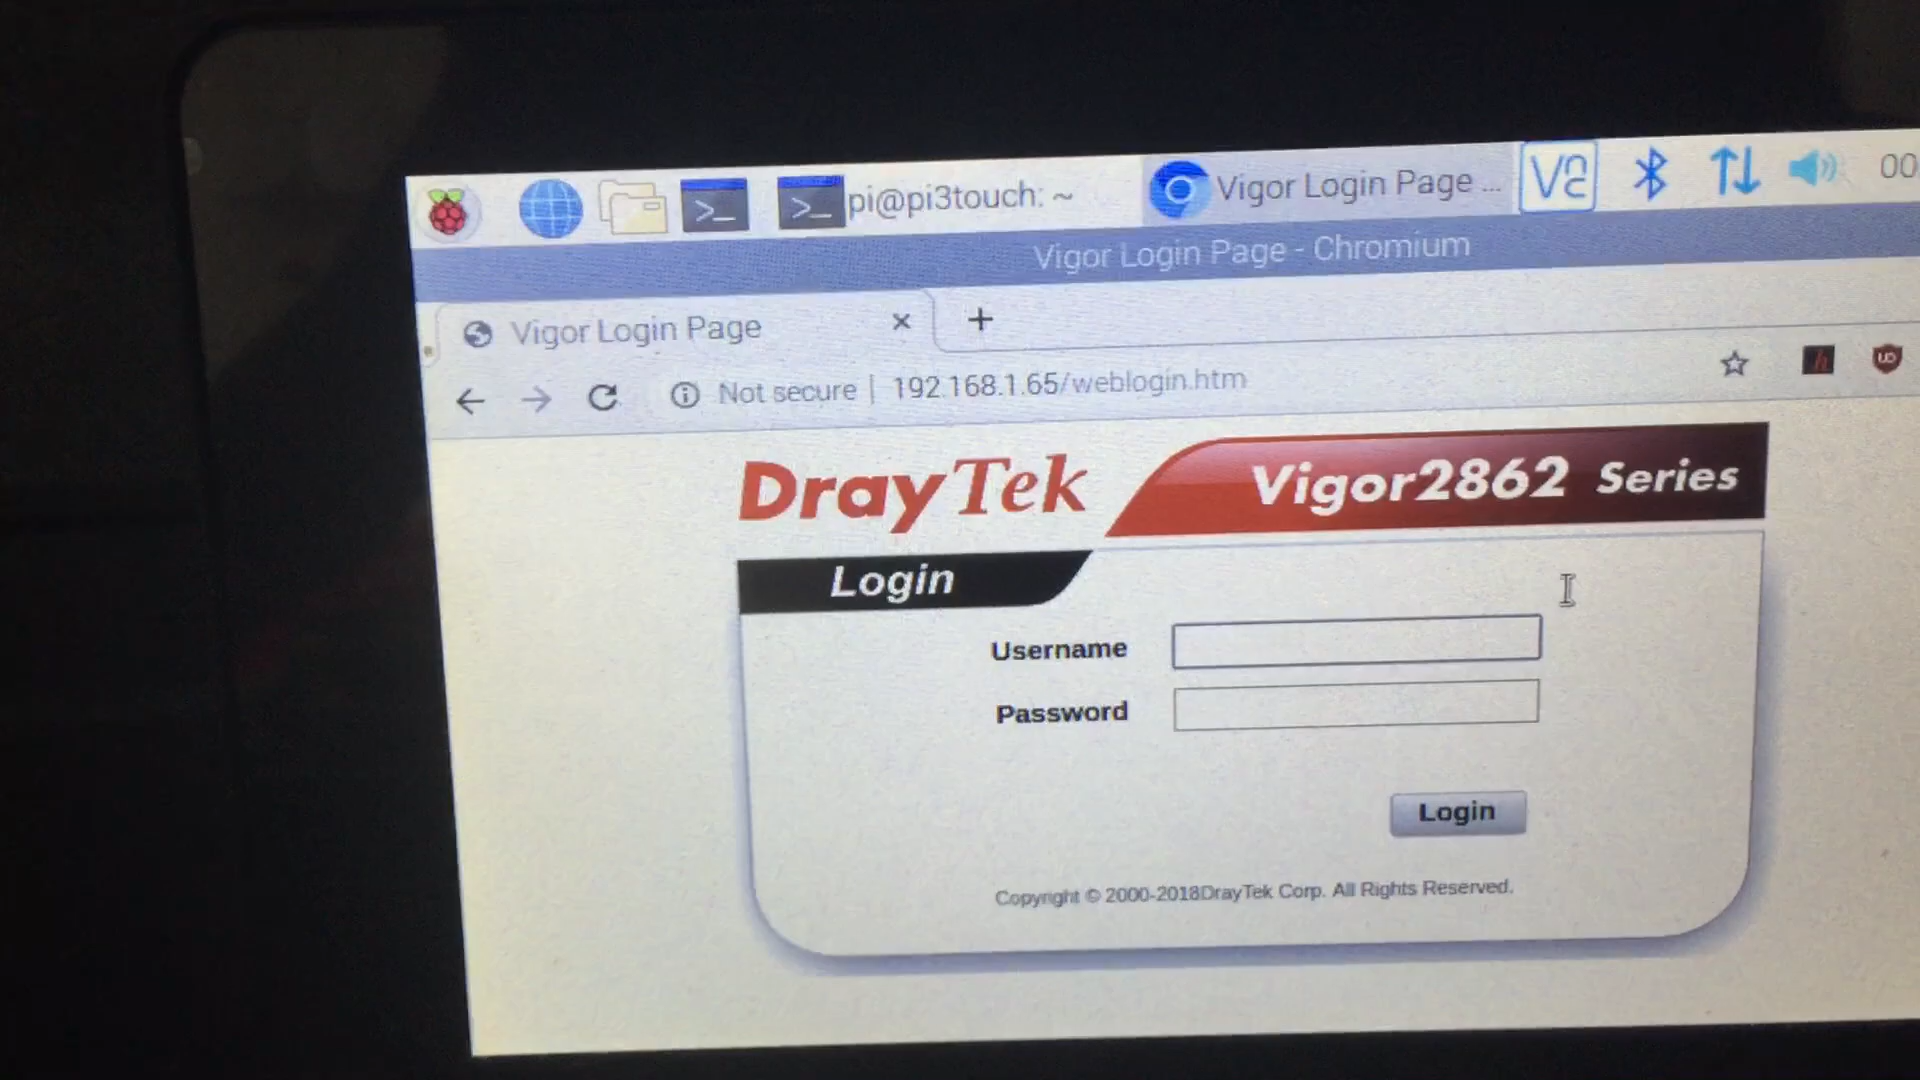 pi@pi3touch: ~
Vigor Login Page ...
V2
00
Vigor Login Page - Chromium
Vigor Login Page
Not secure | 192.168.1.65/weblogin.htm
DrayTek
Vigor2862 Series
Login
Username
Password
Login
Copyright © 2000-2018DrayTek Corp. All Rights Reserved.